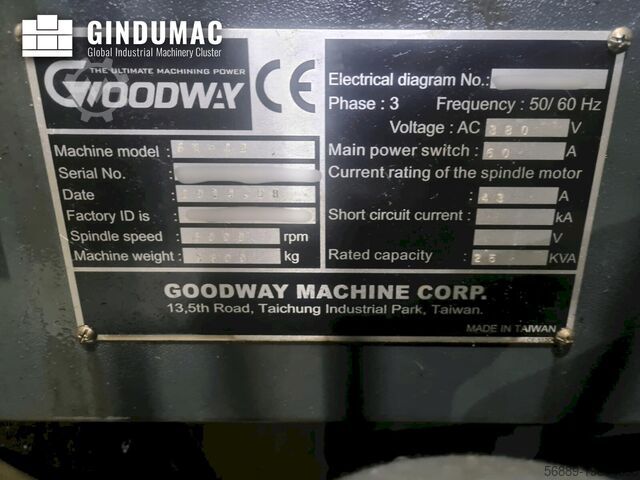 GINDUMAC
Global Industrial Machinery Cluster
THE ULTIMATE MACHINING POWER
GOODWAY
CE
Machine model :
Serial No.
Date
Factory ID is :
Spindle speed : rpm
Machine weight : kg
Electrical diagram No.:
Phase : 3 Frequency : 50/ 60 Hz
Voltage : AC 380 V
Main power switch : 60 A
Current rating of the spindle motor
A
Short circuit current : kA
V
Rated capacity : 25 KVA
GOODWAY MACHINE CORP.
13,5th Road, Taichung Industrial Park, Taiwan.
MADE IN TAIWAN